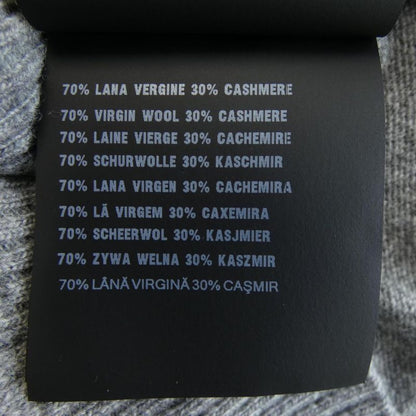 70% LANA VERGINE 30% CASHMERE
70% VIRGIN WOOL 30% CASHMERE
70% LAINE VIERGE 30% CACHEMIRE
70% SCHURWOLLE 30% KASCHMIR
70% LANA VIRGEN 30% CACHEMIRA
70% LÃ VIRGEM 30% CAXEMIRA
70% SCHEERWOL 30% KASJMIER
70% ZYWA WELNA 30% KASZMIR
70% LÂNĂ VIRGINĂ 30% CAŞMIR